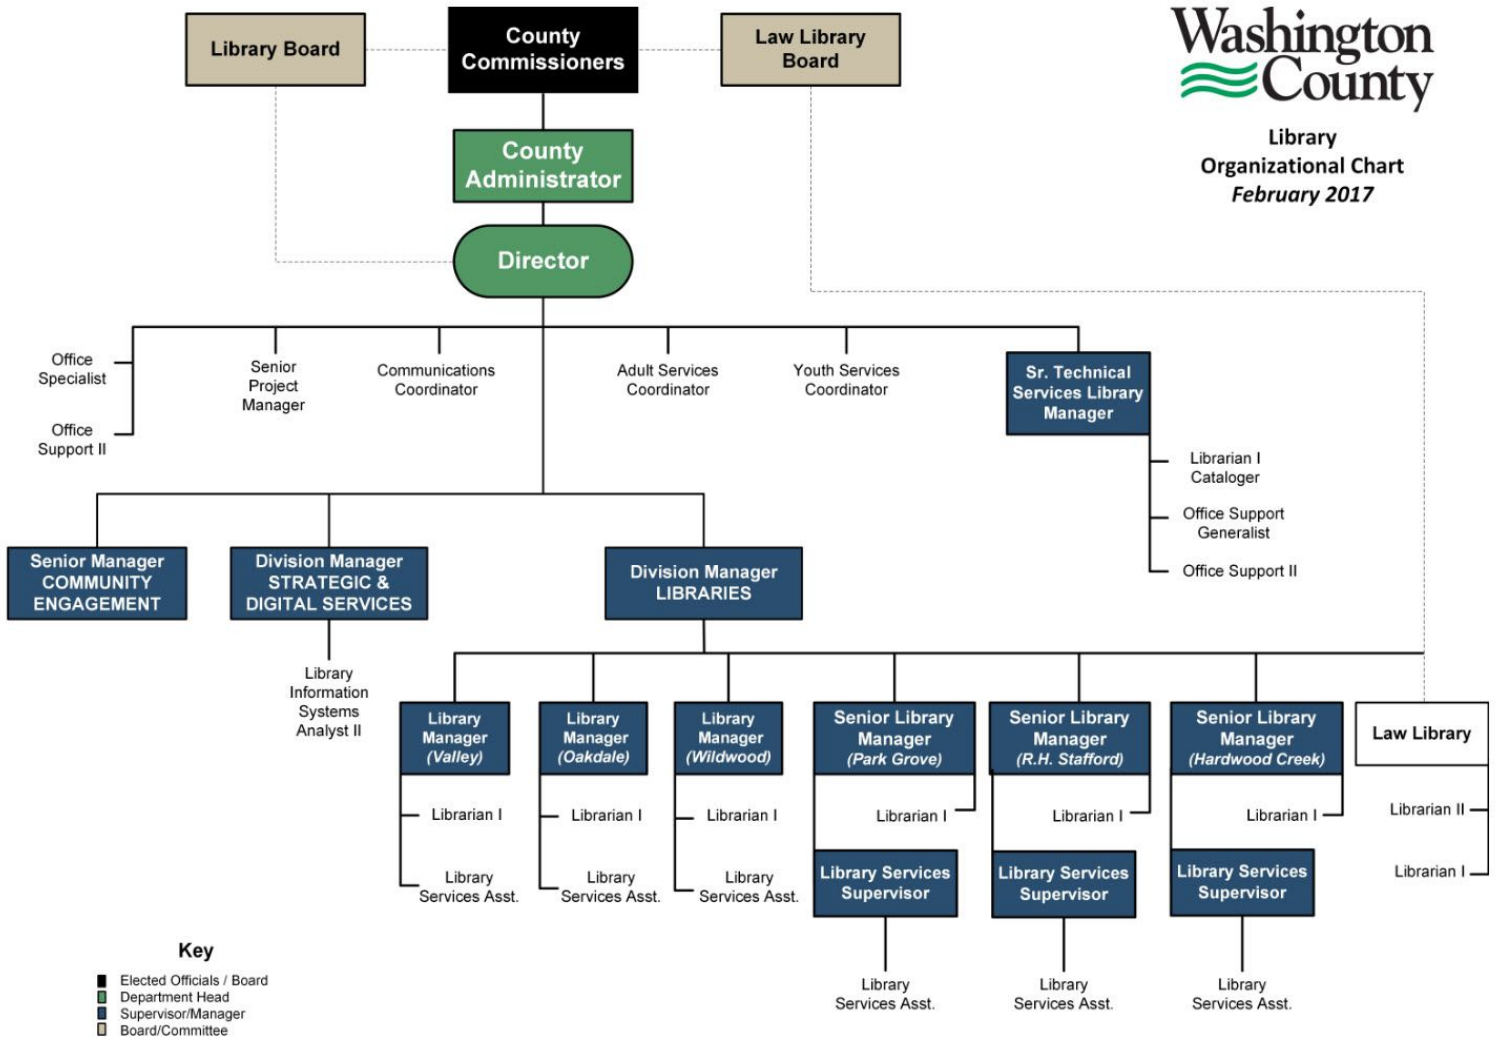 Library Board
County
Commissioners
Law Library
Board
Washington
County
Library
Organizational Chart
February 2017
County
Administrator
Director
Office
Specialist
Office
Support II
Senior
Project
Manager
Communications
Coordinator
Adult Services
Coordinator
Youth Services
Coordinator
Sr. Technical
Services Library
Manager
Librarian I
Cataloger
Office Support
Generalist
Office Support II
Senior Manager
COMMUNITY
ENGAGEMENT
Division Manager
STRATEGIC &
DIGITAL SERVICES
Division Manager
LIBRARIES
Library
Information
Systems
Analyst II
Library
Manager
(Valley)
Library
Manager
(Oakdale)
Library
Manager
(Wildwood)
Senior Library
Manager
(Park Grove)
Senior Library
Manager
(R.H. Stafford)
Senior Library
Manager
(Hardwood Creek)
Law Library
Librarian I
Librarian I
Librarian I
Librarian I
Librarian I
Librarian I
Librarian II
Library
Services Asst.
Library
Services Asst.
Library
Services Asst.
Library Services
Supervisor
Library Services
Supervisor
Library Services
Supervisor
Librarian I
Library
Services Asst.
Library
Services Asst.
Library
Services Asst.
Key
Elected Officials / Board
Department Head
Supervisor/Manager
Board/Committee